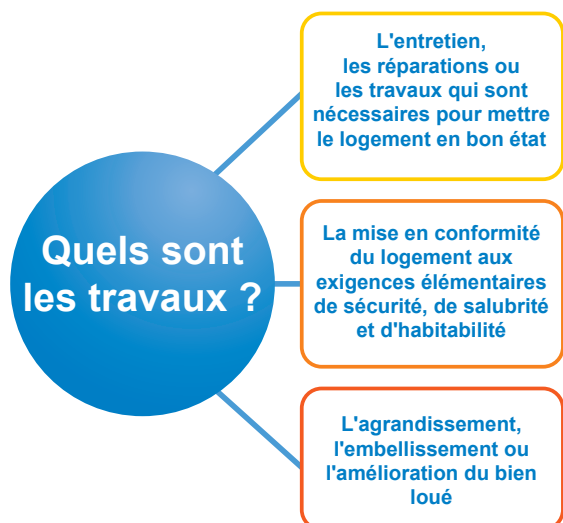 Quels sont
les travaux ?
L'entretien,
les réparations ou
les travaux qui sont
nécessaires pour mettre
le logement en bon état
La mise en conformité
du logement aux
exigences élémentaires
de sécurité, de salubrité
et d'habitabilité
L'agrandissement,
l'embellissement ou
l'amélioration du bien
loué